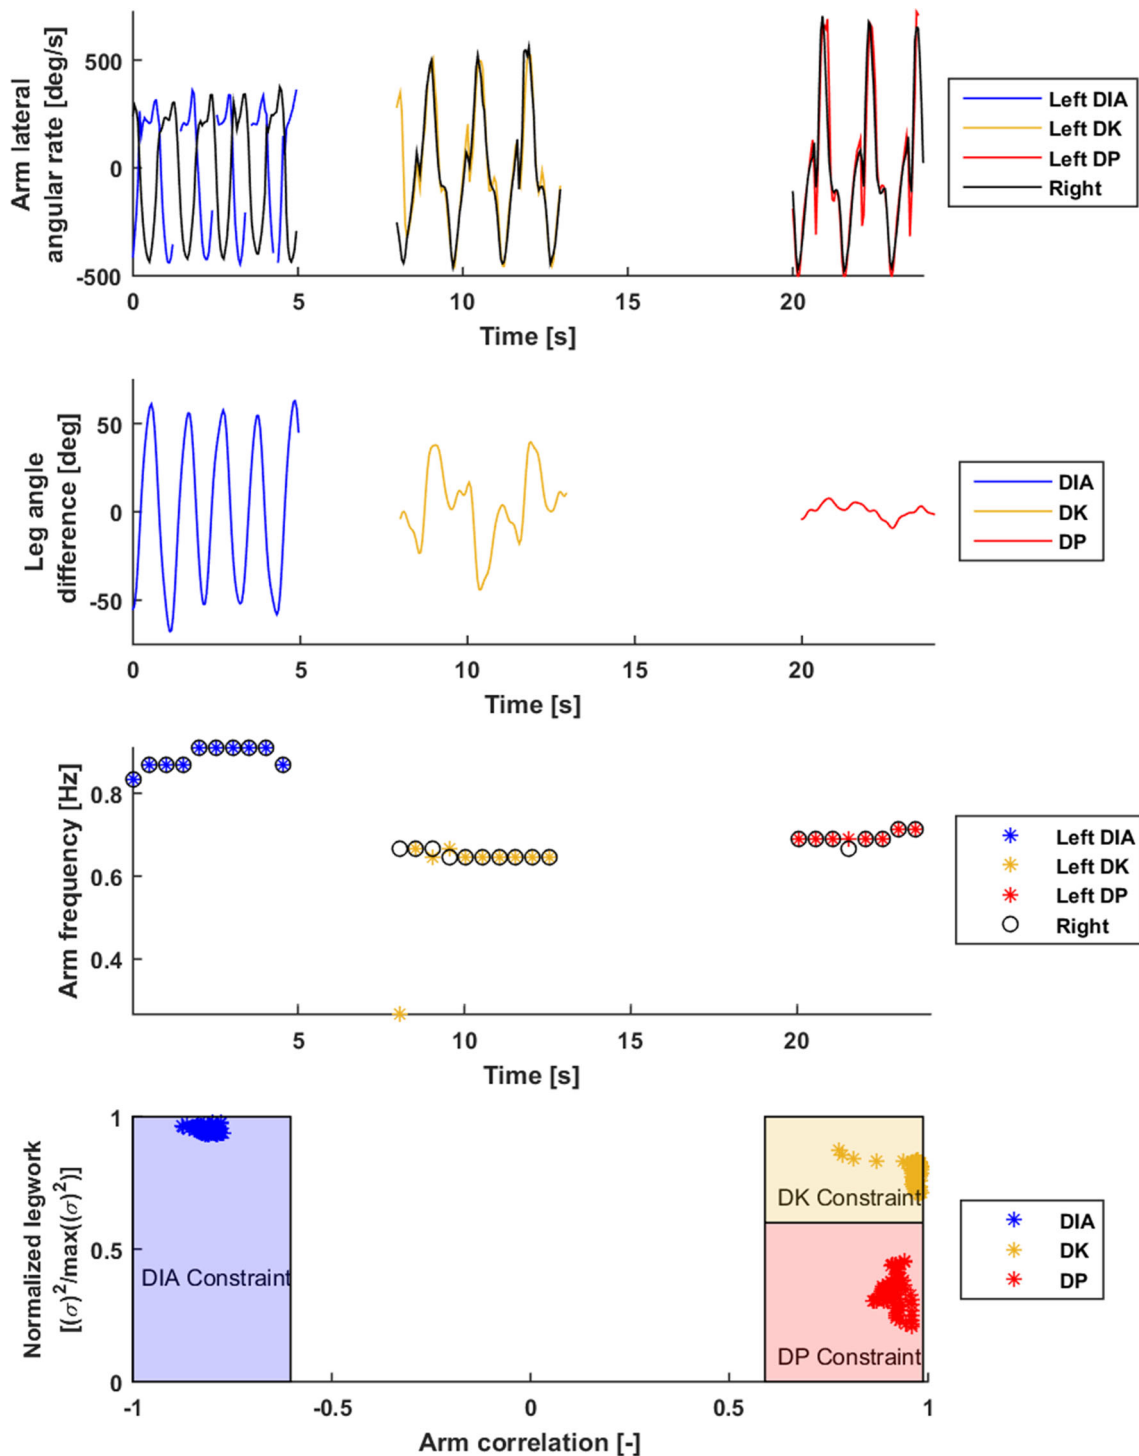 Arm lateral
angular rate [deg/s]
500
0
-500
0
5
10
15
20
Time [s]
Left DIA
Left DK
Left DP
Right
Leg angle
difference [deg]
50
0
-50
0
5
10
15
20
Time [s]
DIA
DK
DP
Arm frequency [Hz]
0.8
0.6
0.4
5
10
15
20
Time [s]
Left DIA
Left DK
Left DP
Right
Normalized legwork
[(σ)²/max((σ)²)]
1
0.5
0
DIA Constraint
DK Constraint
DP Constraint
-1
-0.5
0
0.5
1
Arm correlation [-]
DIA
DK
DP